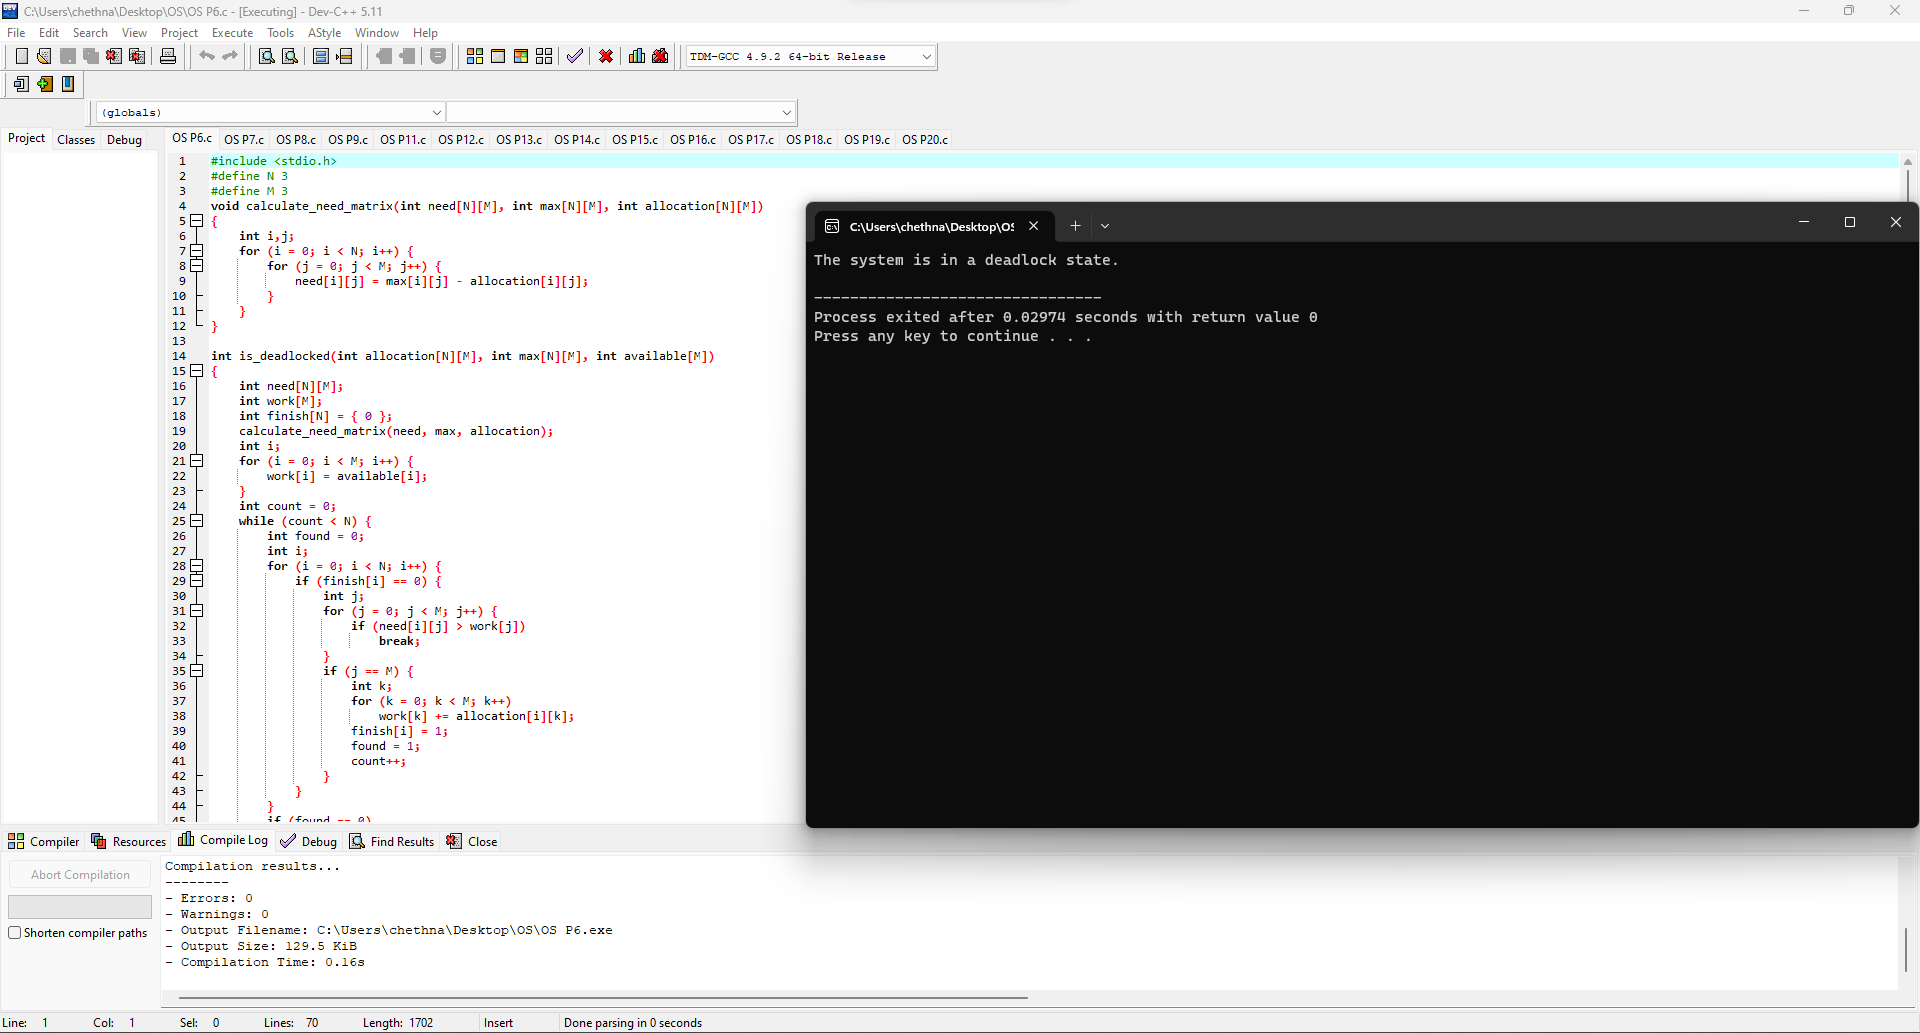 C:\Users\chethna\Desktop\OS\OS P6.c - [Executing] - Dev-C++ 5.11
File Edit Search View Project Execute Tools AStyle Window Help
TDM-GCC 4.9.2 64-bit Release
(globals)
Project Classes Debug
OS P6.c OS P7.c OS P8.c OS P9.c OS P11.c OS P12.c OS P13.c OS P14.c OS P15.c OS P16.c OS P17.c OS P18.c OS P19.c OS P20.c
1 #include <stdio.h>
2 #define N 3
3 #define M 3
4 void calculate_need_matrix(int need[N][M], int max[N][M], int allocation[N][M])
5 {
6 int i,j;
7 for (i = 0; i < N; i++) {
8 for (j = 0; j < M; j++) {
9 need[i][j] = max[i][j] - allocation[i][j];
10 }
11 }
12 }
13
14 int is_deadlocked(int allocation[N][M], int max[N][M], int available[M])
15 {
16 int need[N][M];
17 int work[M];
18 int finish[N] = { 0 };
19 calculate_need_matrix(need, max, allocation);
20 int i;
21 for (i = 0; i < M; i++) {
22 work[i] = available[i];
23 }
24 int count = 0;
25 while (count < N) {
26 int found = 0;
27 int i;
28 for (i = 0; i < N; i++) {
29 if (finish[i] == 0) {
30 int j;
31 for (j = 0; j < M; j++) {
32 if (need[i][j] > work[j])
33 break;
34 }
35 if (j == M) {
36 int k;
37 for (k = 0; k < M; k++)
38 work[k] += allocation[i][k];
39 finish[i] = 1;
40 found = 1;
41 count++;
42 }
43 }
44 }
45 if (found == 0)
C:\Users\chethna\Desktop\OS
The system is in a deadlock state.
--------------------------------
Process exited after 0.02974 seconds with return value 0
Press any key to continue . . .
Compiler Resources Compile Log Debug Find Results Close
Abort Compilation
Shorten compiler paths
Compilation results...
--------
- Errors: 0
- Warnings: 0
- Output Filename: C:\Users\chethna\Desktop\OS\OS P6.exe
- Output Size: 129.5 KiB
- Compilation Time: 0.16s
Line: 1 Col: 1 Sel: 0 Lines: 70 Length: 1702 Insert Done parsing in 0 seconds